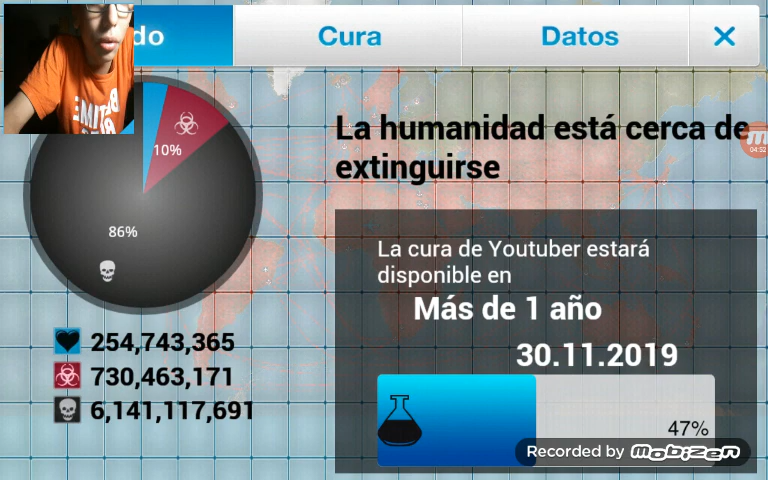 do
Cura
Datos
La humanidad está cerca de
extinguirse
10%
86%
04:52
La cura de Youtuber estará
disponible en
Más de 1 año
30.11.2019
254,743,365
730,463,171
6,141,117,691
47%
Recorded by Mobizen